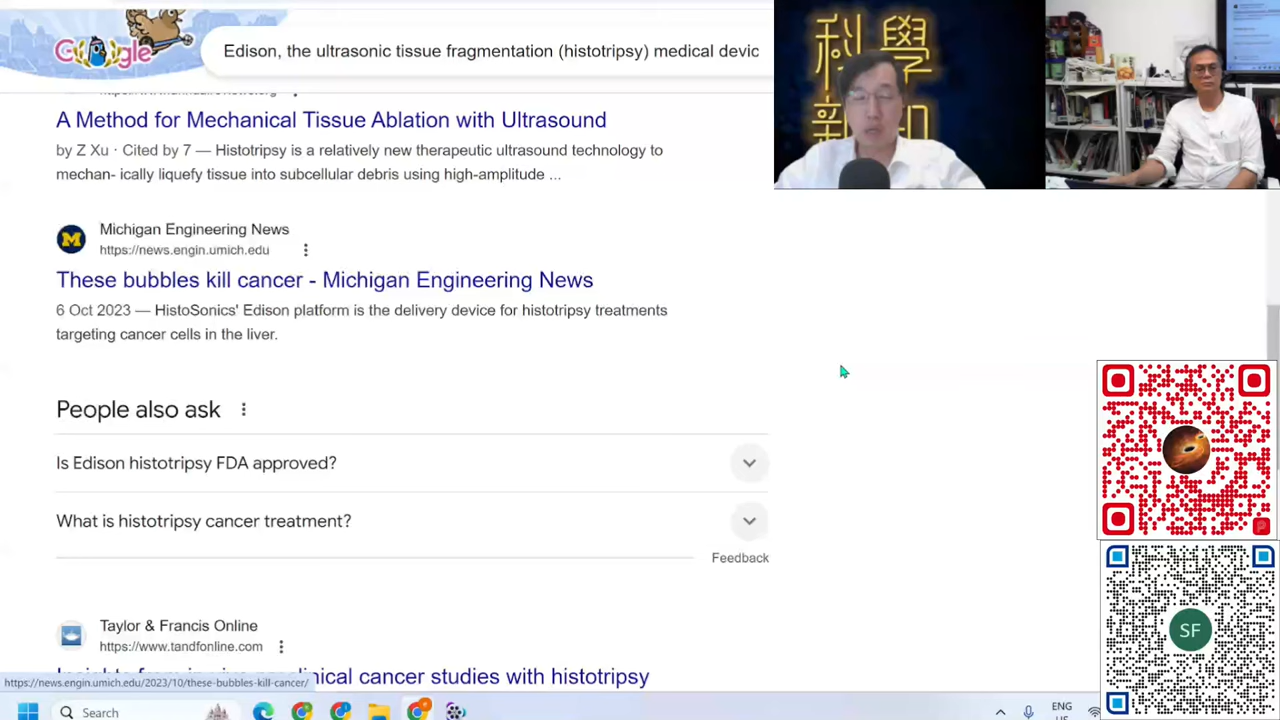 Google
Edison, the ultrasonic tissue fragmentation (histotripsy) medical devic
科學
新知
A Method for Mechanical Tissue Ablation with Ultrasound
by Z Xu · Cited by 7 — Histotripsy is a relatively new therapeutic ultrasound technology to
mechan- ically liquefy tissue into subcellular debris using high-amplitude ...
M
Michigan Engineering News
https://news.engin.umich.edu
These bubbles kill cancer - Michigan Engineering News
6 Oct 2023 — HistoSonics' Edison platform is the delivery device for histotripsy treatments
targeting cancer cells in the liver.
People also ask
Is Edison histotripsy FDA approved?
What is histotripsy cancer treatment?
Feedback
Taylor & Francis Online
https://www.tandfonline.com
clinical cancer studies with histotripsy
https://news.engin.umich.edu/2023/10/these-bubbles-kill-cancer/
SF
Search
ENG
US